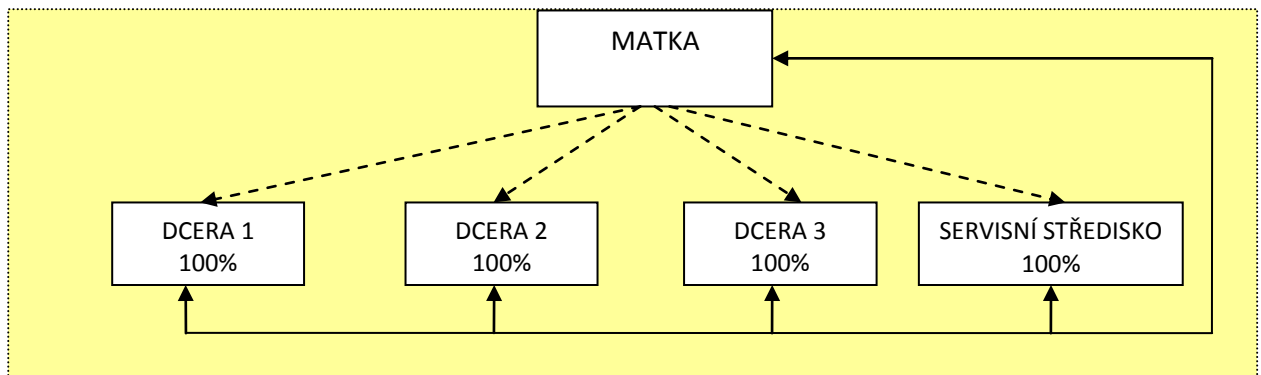 MATKA
DCERA 1
100%
DCERA 2
100%
DCERA 3
100%
SERVISNÍ STŘEDISKO
100%